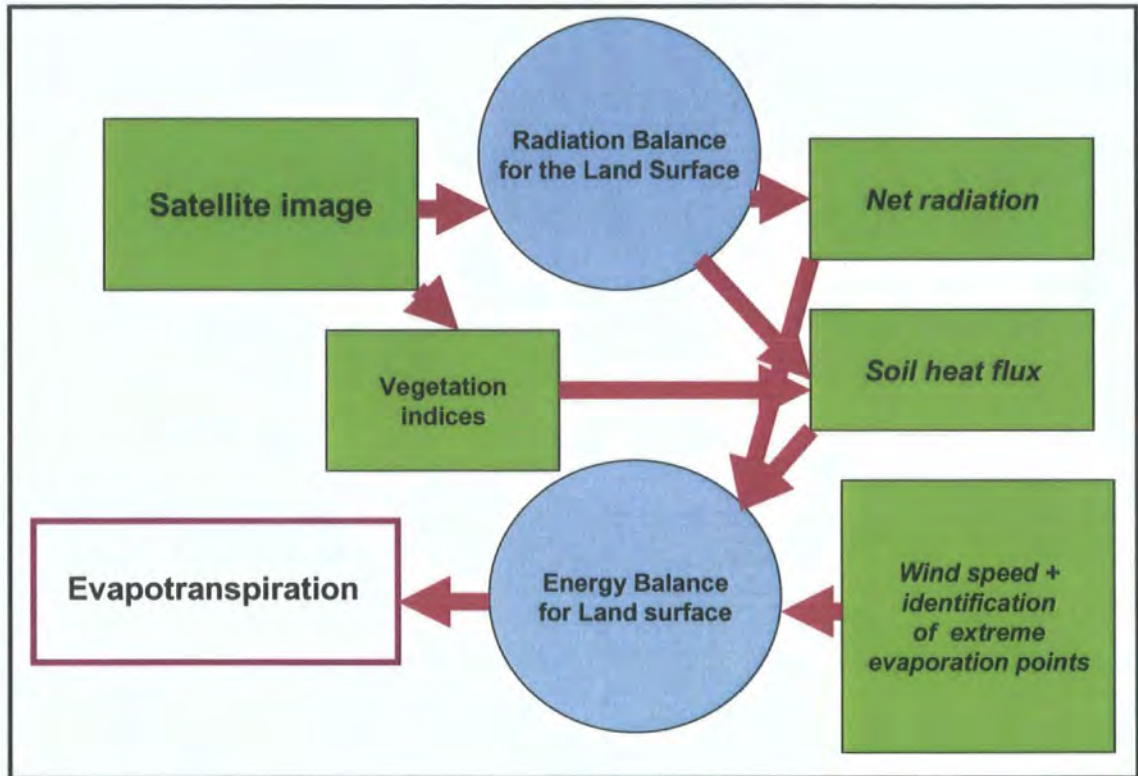 Radiation Balance
for the Land Surface
Satellite image
Net radiation
Vegetation
indices
Soil heat flux
Evapotranspiration
Energy Balance
for Land surface
Wind speed +
identification
of extreme
evaporation points